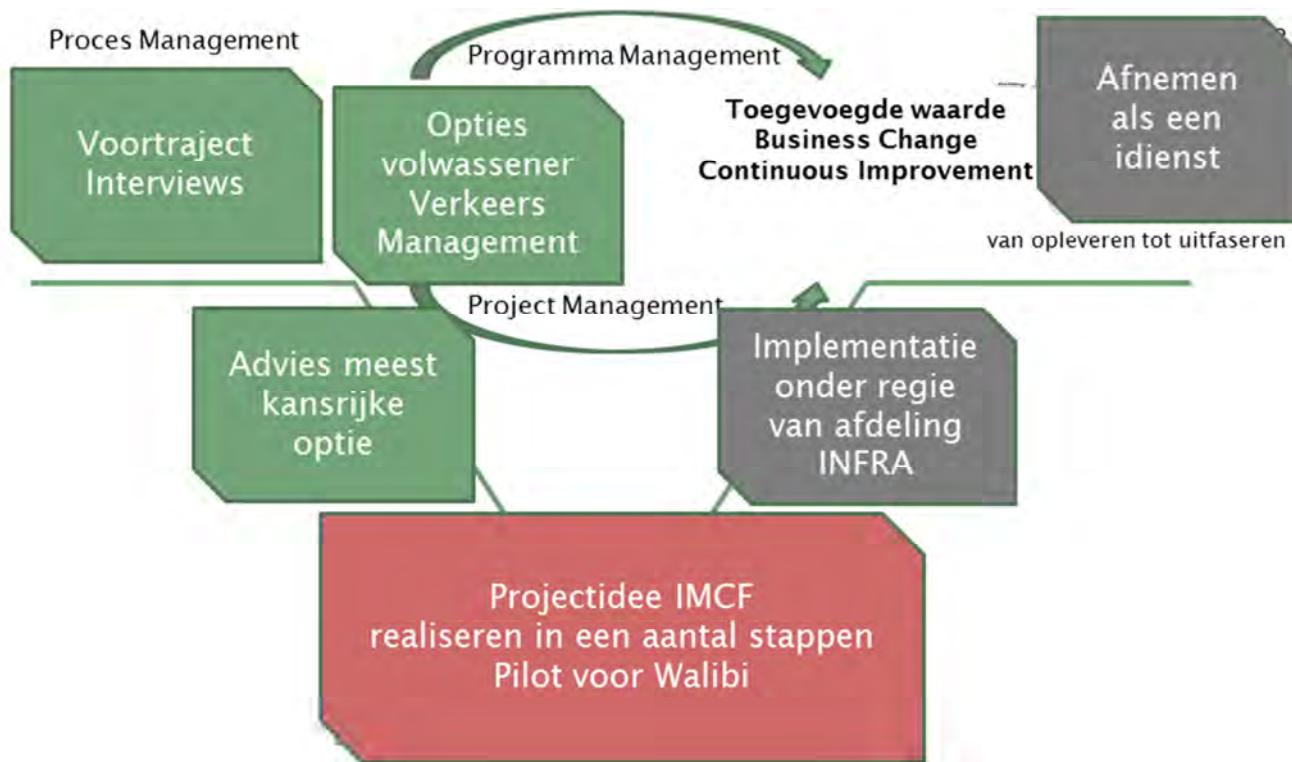 Proces Management
Voortraject
Interviews
Opties
volwassener
Verkeers
Management
Programma Management
Toegevoegde waarde
Business Change
Continuous Improvement
Afnemen
als een
idienst
van opleveren tot uitfaseren
Project Management
Advies meest
kansrijke
optie
Implementatie
onder regie
van afdeling
INFRA
Projectidee IMCF
realiseren in een aantal stappen
Pilot voor Walibi